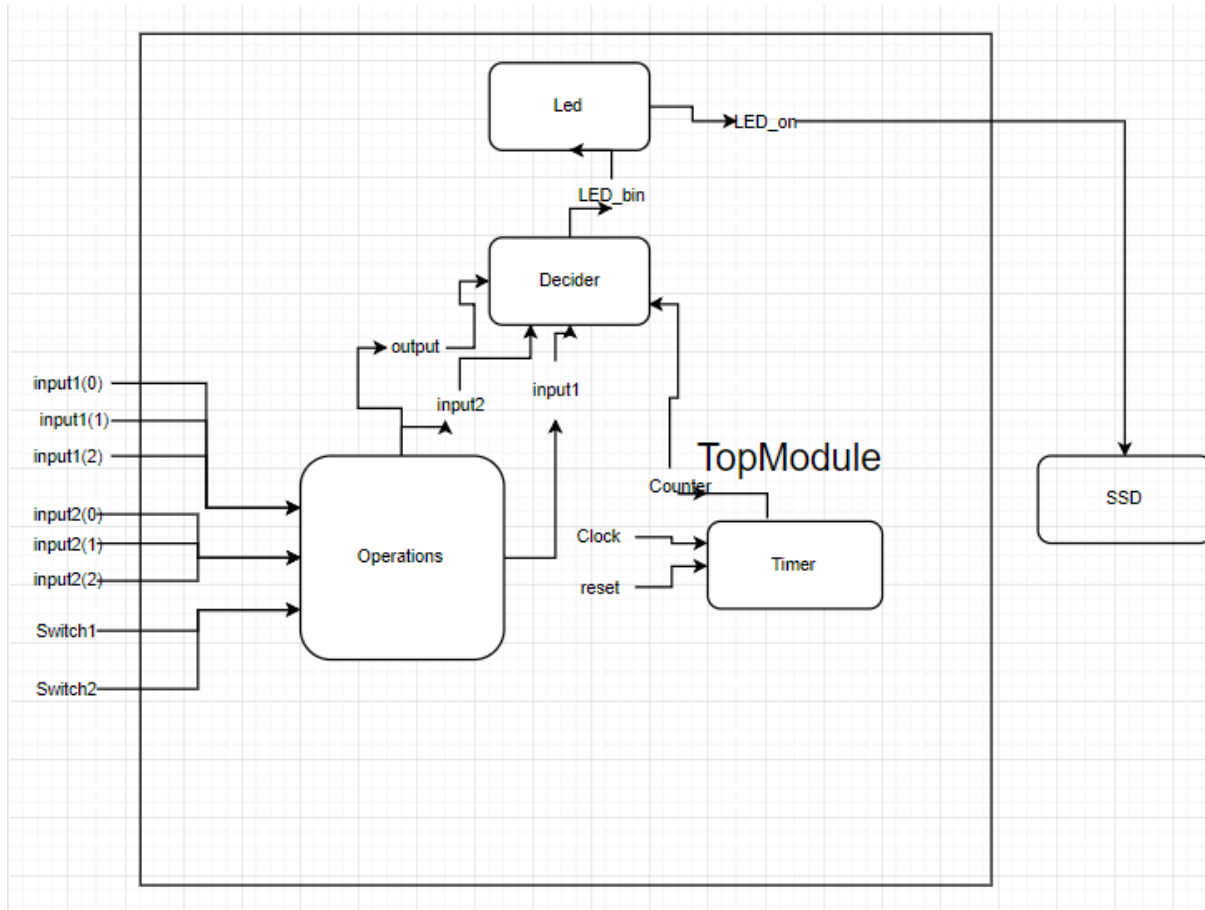 Led
LED_on
LED_bin
Decider
output
input1(0)
input1
input2
input1(1)
input1(2)
TopModule
Counter
SSD
input2(0)
Clock
input2(1)
Operations
Timer
input2(2)
reset
Switch1
Switch2